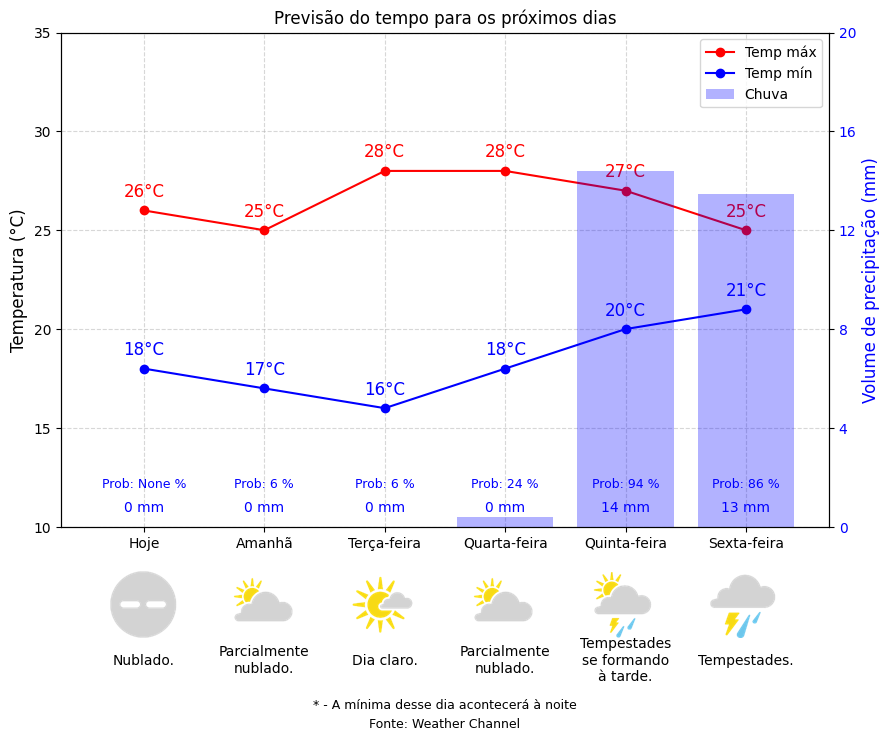 Previsão do tempo para os próximos dias
Temperatura (°C)
Volume de precipitação (mm)
35
30
25
20
15
10
20
16
12
8
4
0
Temp máx
Temp mín
Chuva
26°C
25°C
28°C
28°C
27°C
25°C
18°C
17°C
16°C
18°C
20°C
21°C
Prob: None %
Prob: 6 %
Prob: 6 %
Prob: 24 %
Prob: 94 %
Prob: 86 %
0 mm
0 mm
0 mm
0 mm
14 mm
13 mm
Hoje
Amanhã
Terça-feira
Quarta-feira
Quinta-feira
Sexta-feira
Nublado.
Parcialmente
nublado.
Dia claro.
Parcialmente
nublado.
Tempestades
se formando
à tarde.
Tempestades.
* - A mínima desse dia acontecerá à noite
Fonte: Weather Channel